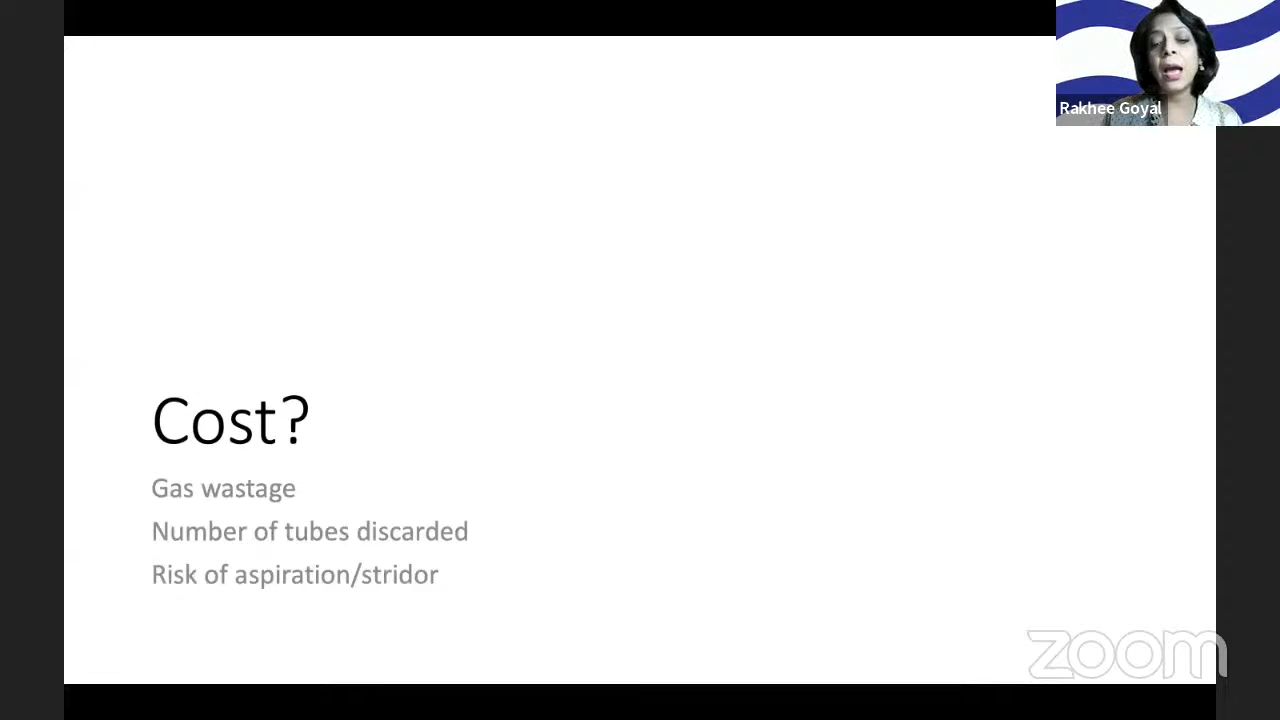 Rakhee Goyal
Cost?
Gas wastage
Number of tubes discarded
Risk of aspiration/stridor
zoom